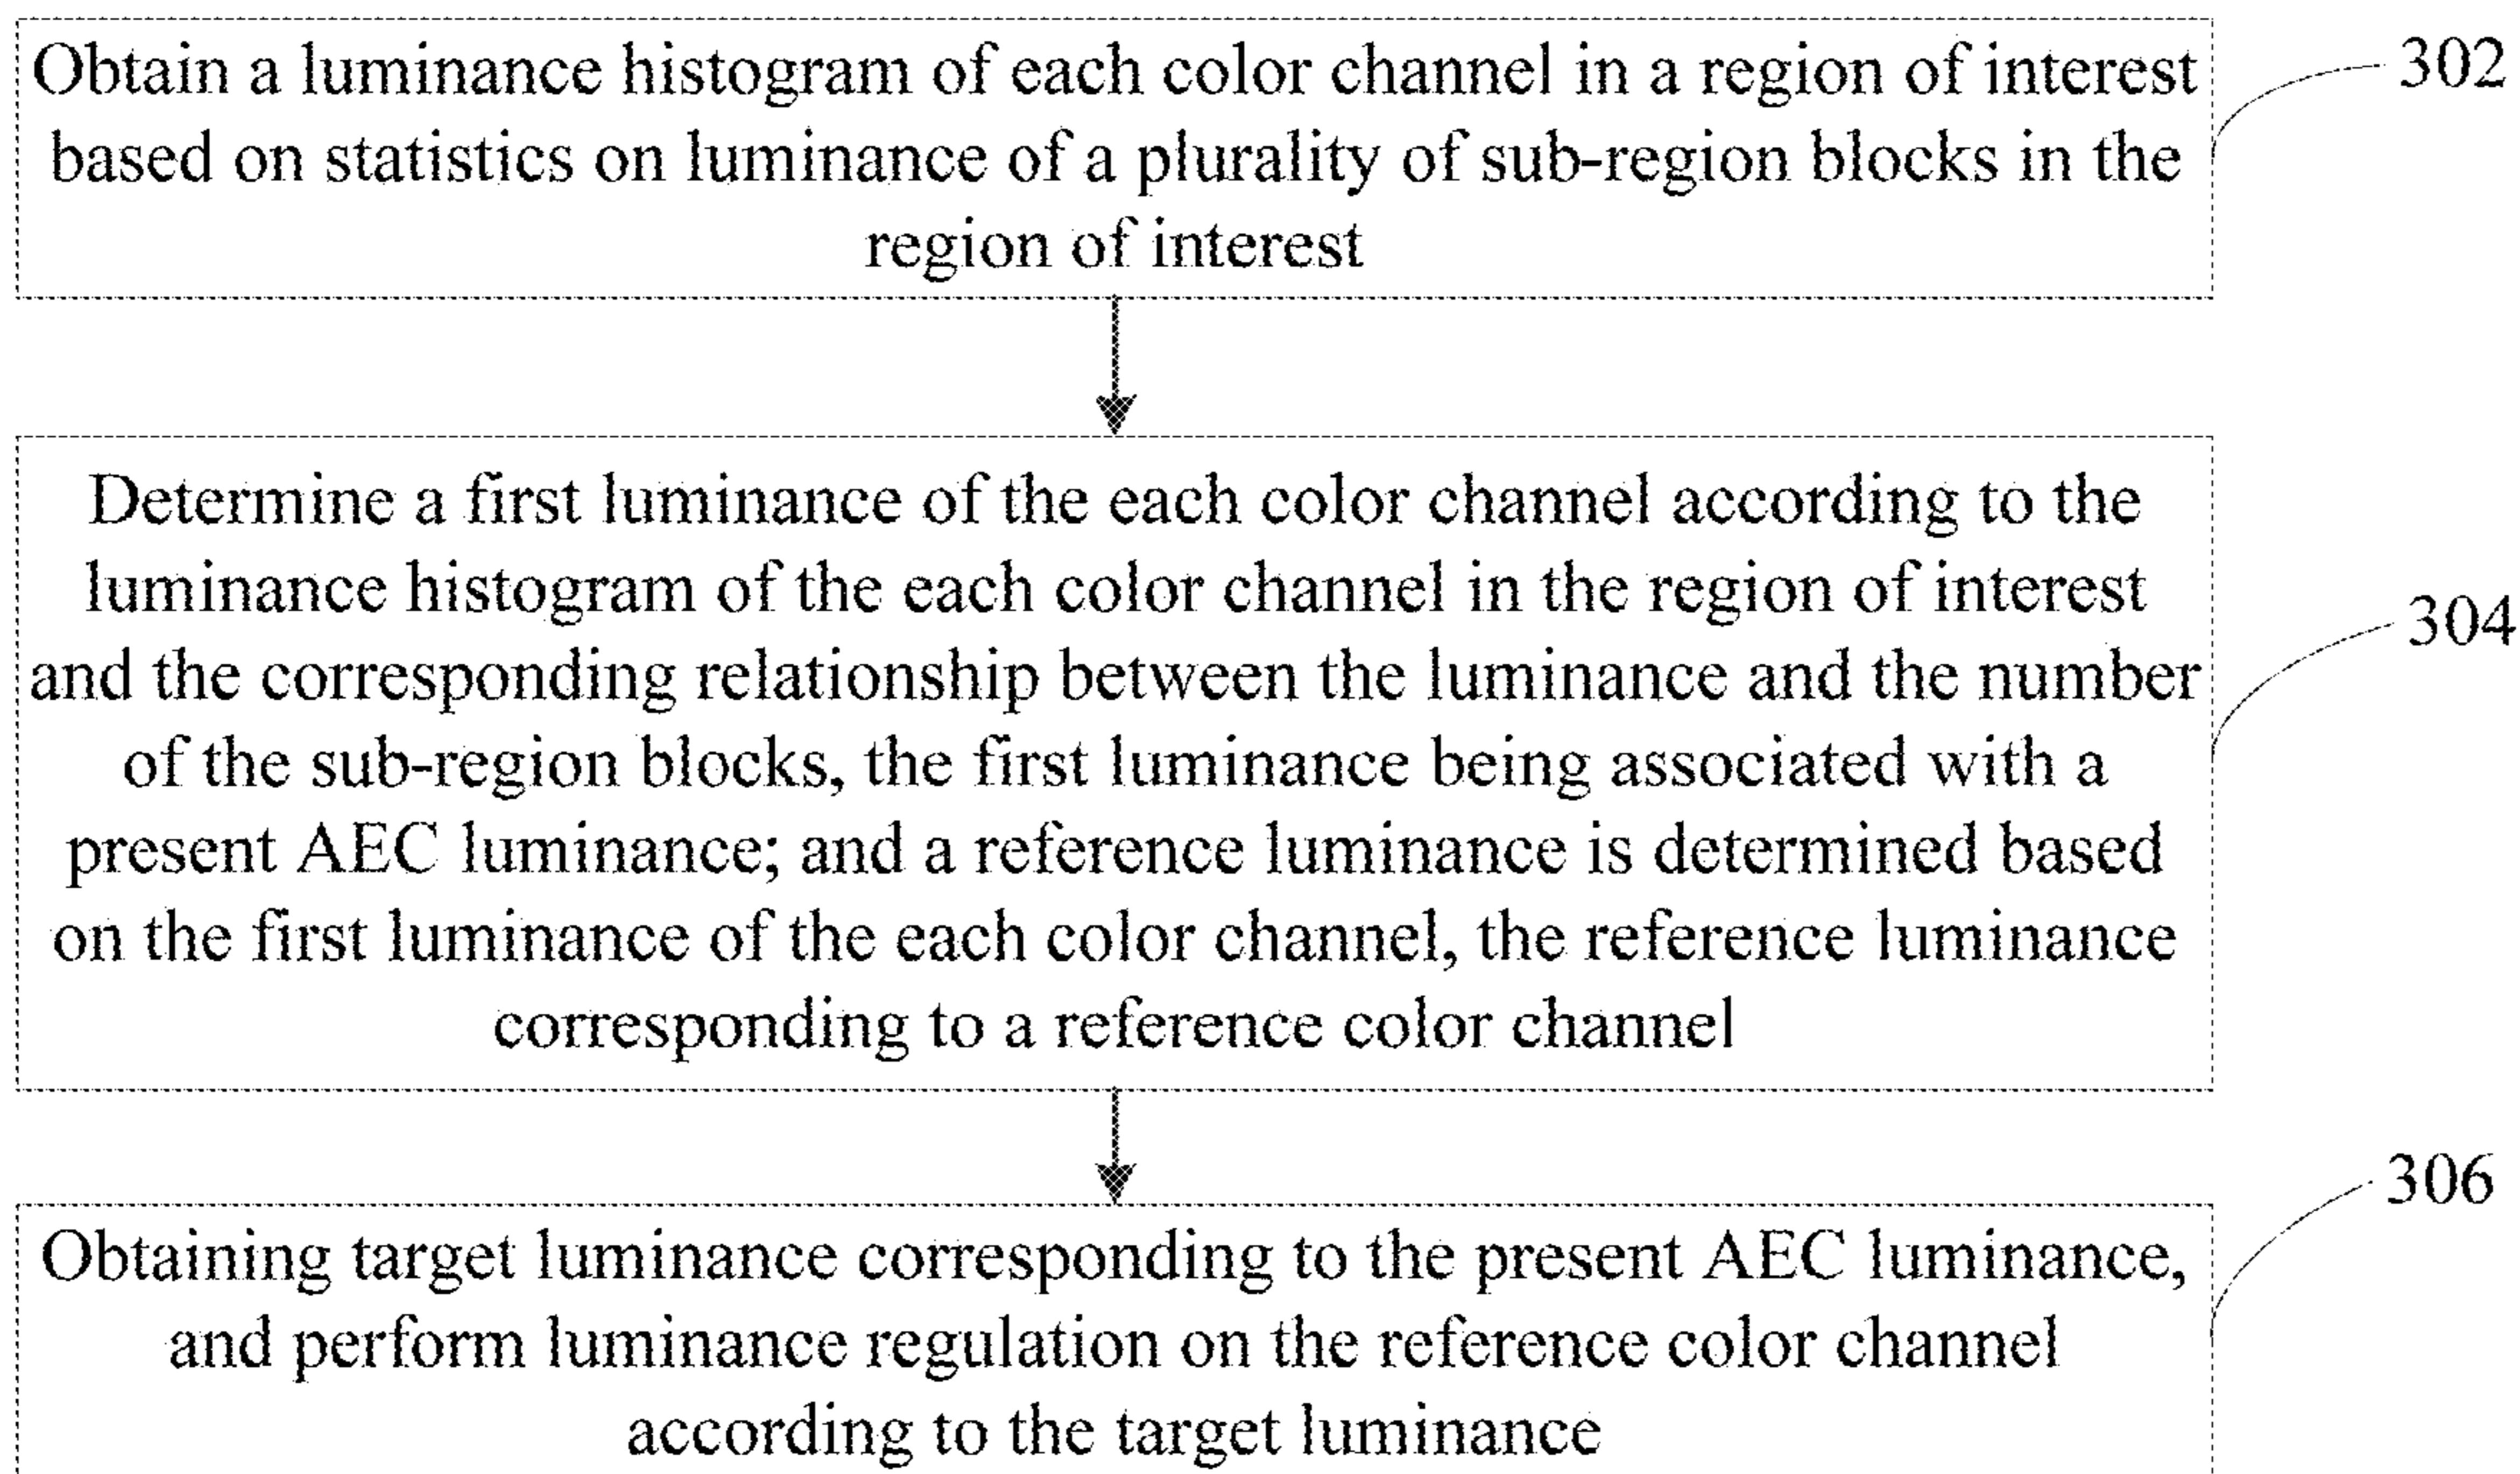 Obtain a luminance histogram of each color channel in a region of interest
based on statistics on luminance of a plurality of sub-region blocks in the
region of interest
302
Determine a first luminance of the each color channel according to the
luminance histogram of the each color channel in the region of interest
and the corresponding relationship between the luminance and the number
of the sub-region blocks, the first luminance being associated with a
present AEC luminance; and a reference luminance is determined based
on the first luminance of the each color channel, the reference luminance
corresponding to a reference color channel
304
Obtaining target luminance corresponding to the present AEC luminance,
and perform luminance regulation on the reference color channel
according to the target luminance
306